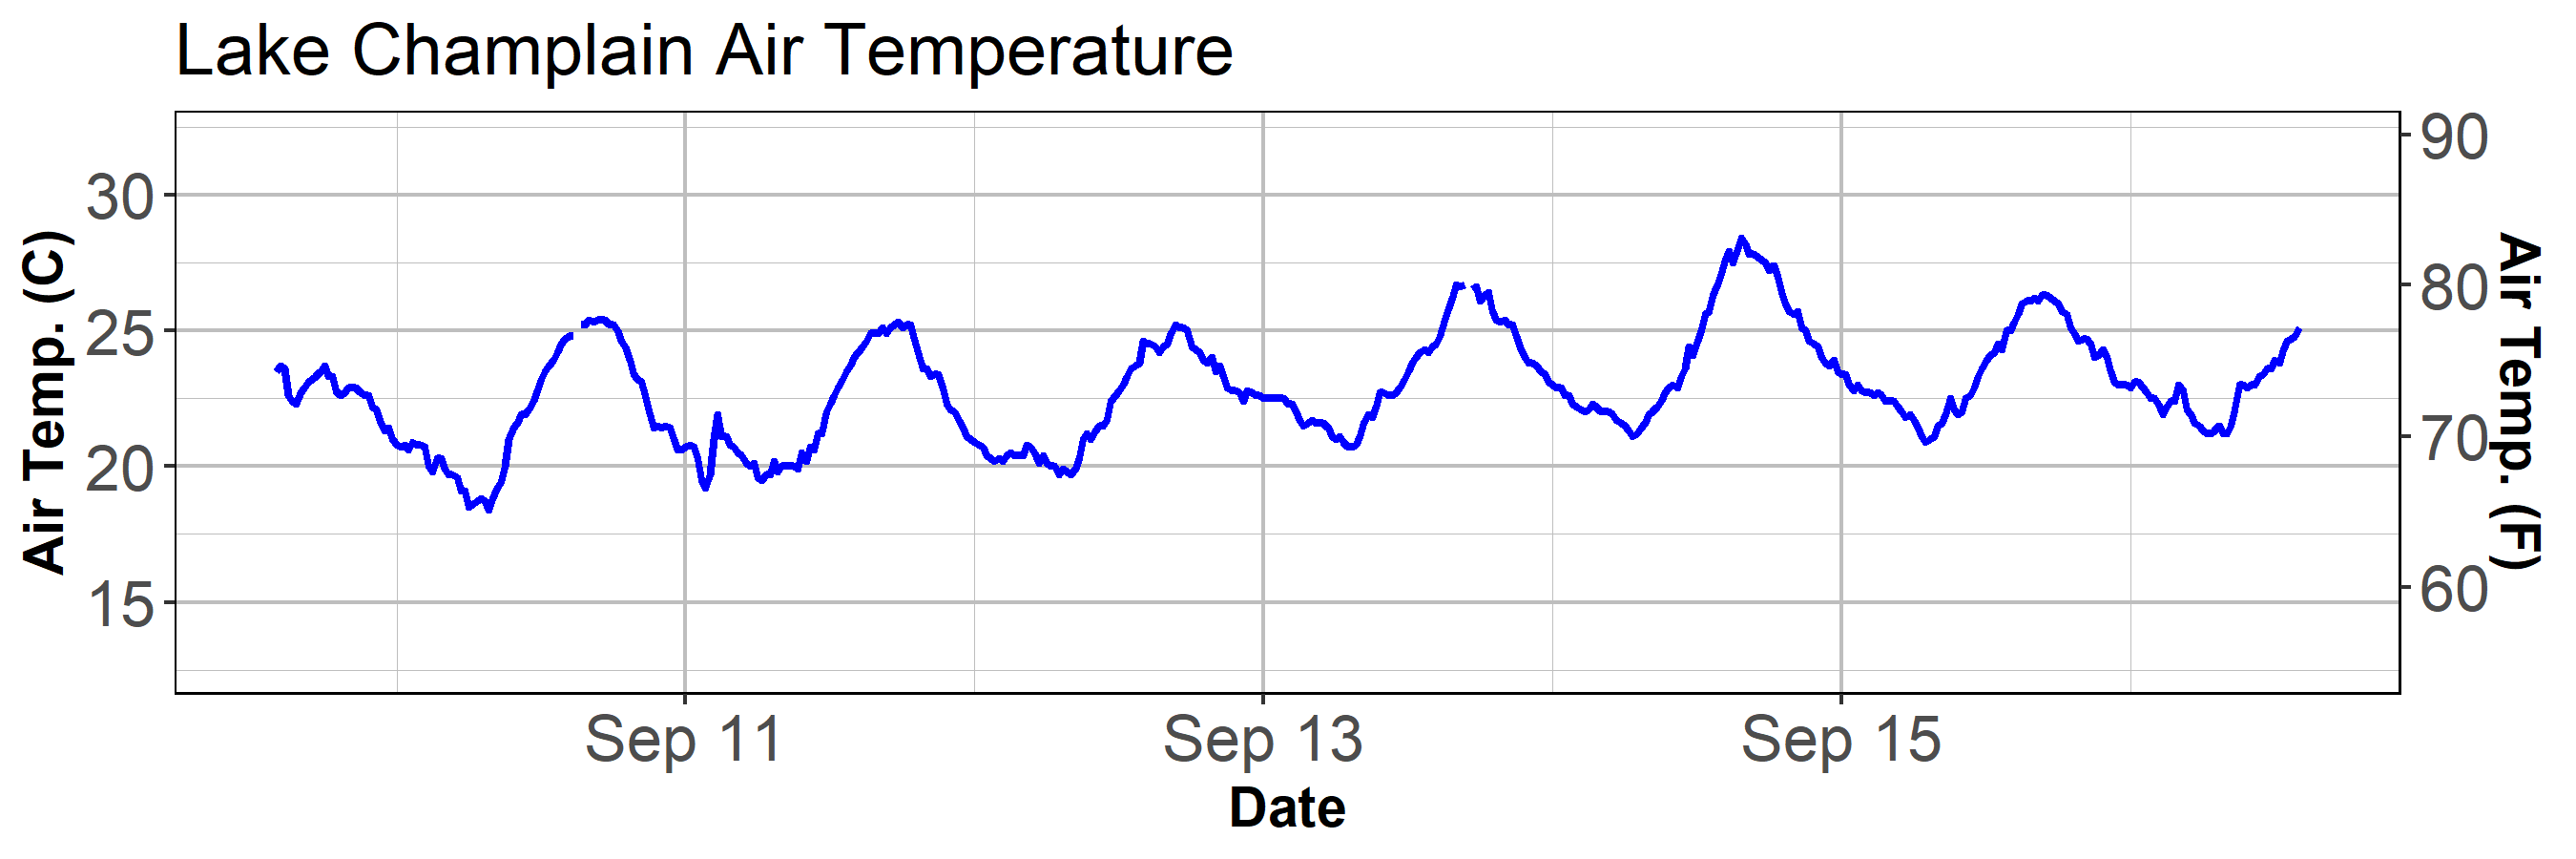 Lake Champlain Air Temperature
Air Temp. (C)
30
25
20
15
90
80
70
60
Air Temp. (F)
Sep 11
Sep 13
Sep 15
Date